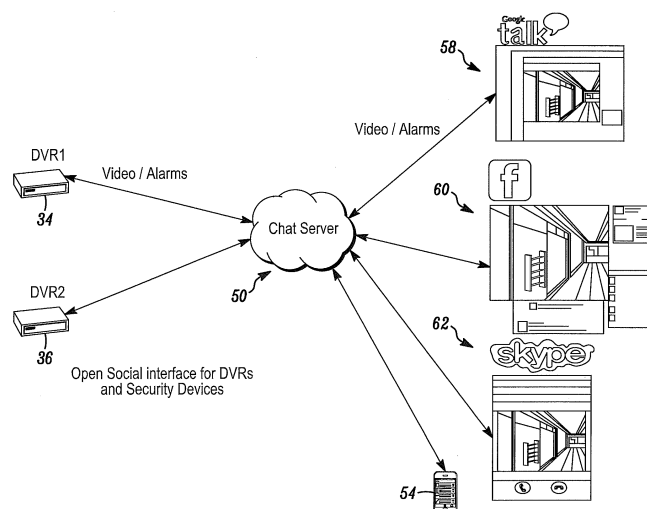 Google
talk
58
DVR1
Video / Alarms
Video / Alarms
34
f
60
Chat Server
50
DVR2
36
62
skype
Open Social interface for DVRs
and Security Devices
54